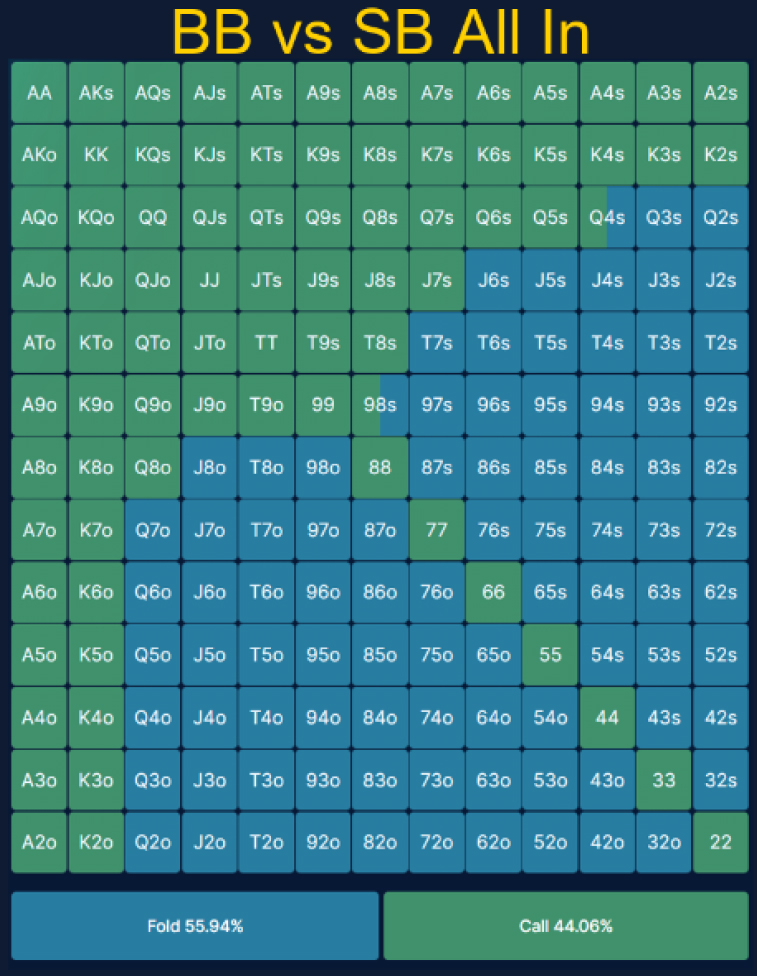 BB vs SB All In
AA AKs AQs AJs ATs A9s A8s A7s A6s A5s A4s A3s A2s
AKo KK KQs KJs KTs K9s K8s K7s K6s K5s K4s K3s K2s
AQo KQo QQ QJs QTs Q9s Q8s Q7s Q6s Q5s Q4s Q3s Q2s
AJo KJo QJo JJ JTs J9s J8s J7s J6s J5s J4s J3s J2s
ATo KTo QTo JTo TT T9s T8s T7s T6s T5s T4s T3s T2s
A9o K9o Q9o J9o T9o 99 98s 97s 96s 95s 94s 93s 92s
A8o K8o Q8o J8o T8o 98o 88 87s 86s 85s 84s 83s 82s
A7o K7o Q7o J7o T7o 97o 87o 77 76s 75s 74s 73s 72s
A6o K6o Q6o J6o T6o 96o 86o 76o 66 65s 64s 63s 62s
A5o K5o Q5o J5o T5o 95o 85o 75o 65o 55 54s 53s 52s
A4o K4o Q4o J4o T4o 94o 84o 74o 64o 54o 44 43s 42s
A3o K3o Q3o J3o T3o 93o 83o 73o 63o 53o 43o 33 32s
A2o K2o Q2o J2o T2o 92o 82o 72o 62o 52o 42o 32o 22
Fold 55.94% Call 44.06%